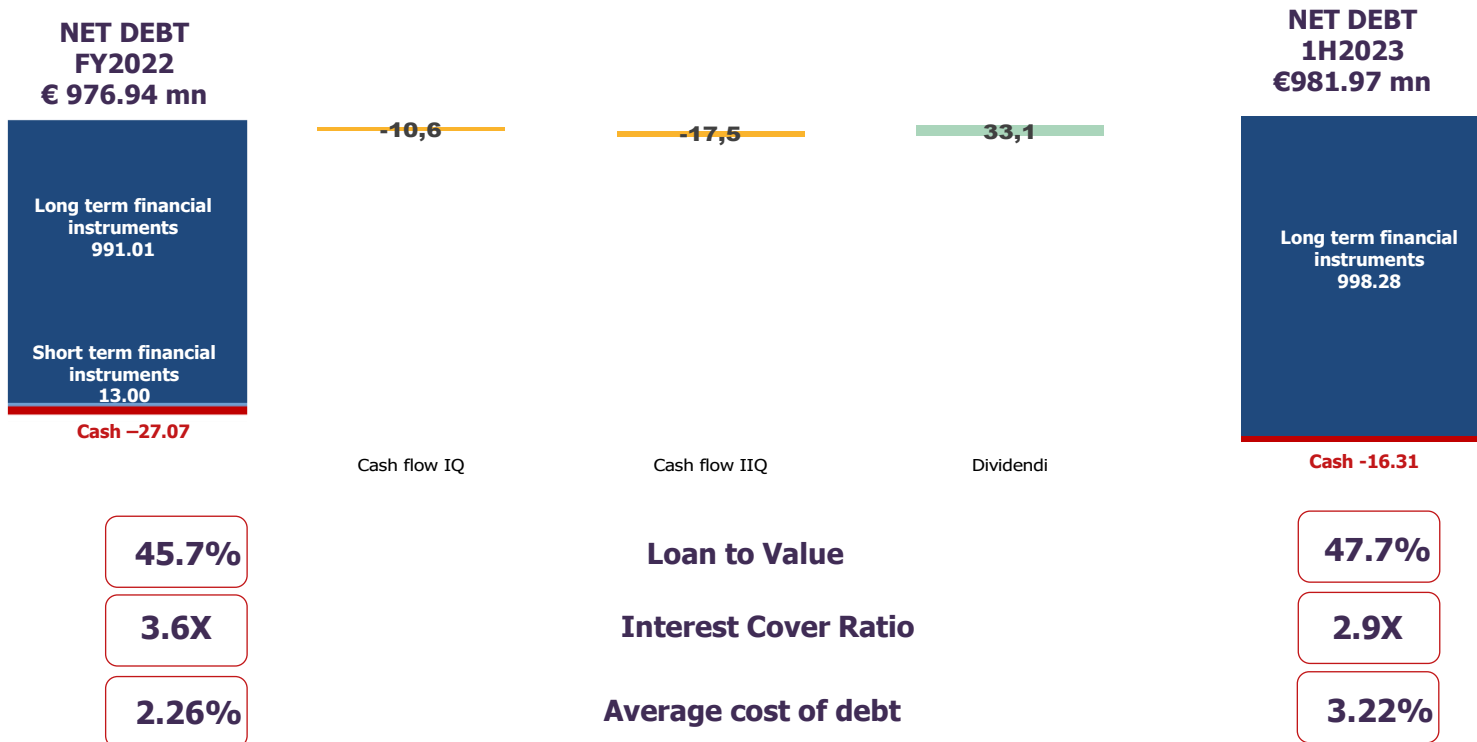 NET DEBT
FY2022
€ 976.94 mn
NET DEBT
1H2023
€981.97 mn
-10,6
-17,5
33,1
Long term financial
instruments
991.01
Short term financial
instruments
13.00
Cash –27.07
Long term financial
instruments
998.28
Cash -16.31
Cash flow IQ
Cash flow IIQ
Dividendi
45.7%
Loan to Value
47.7%
3.6X
Interest Cover Ratio
2.9X
2.26%
Average cost of debt
3.22%